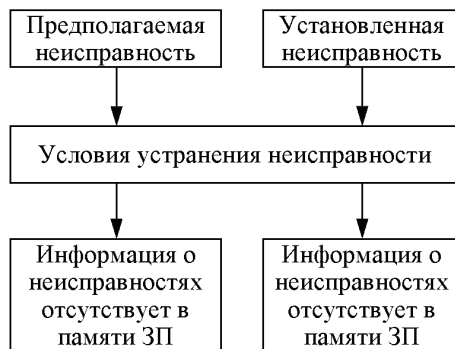 Предполагаемая
неисправность
Установленная
неисправность
Условия устранения неисправности
Информация о
неисправностях
отсутствует в
памяти ЗП
Информация о
неисправностях
отсутствует в
памяти ЗП